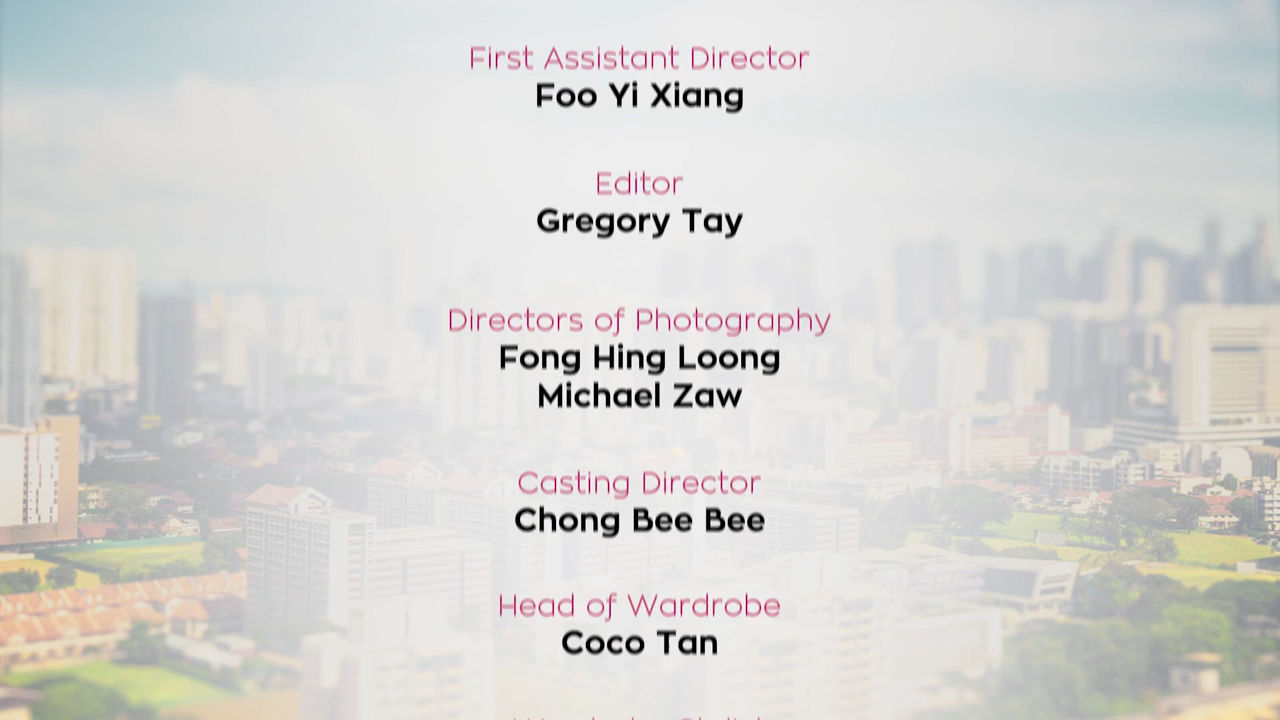 First Assistant Director
Foo Yi Xiang
Editor
Gregory Tay
Directors of Photography
Fong Hing Loong
Michael Zaw
Casting Director
Chong Bee Bee
Head of Wardrobe
Coco Tan